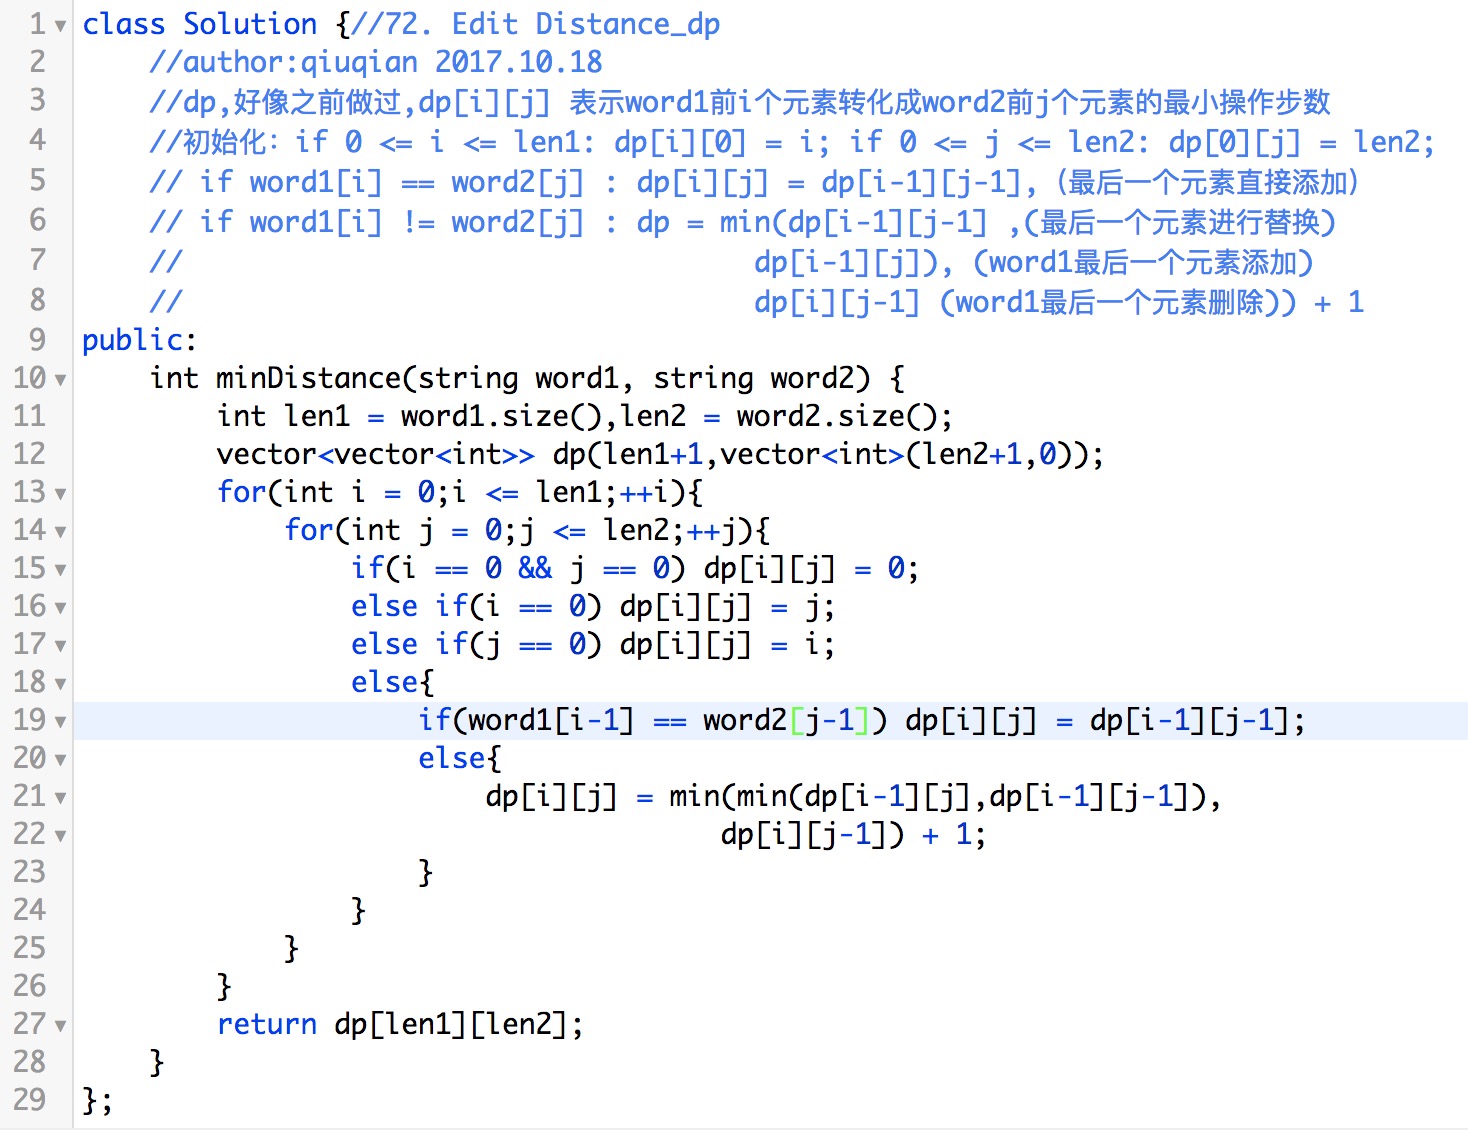 1 class Solution {//72. Edit Distance_dp
2     //author:qiuqian 2017.10.18
3     //dp,好像之前做过,dp[i][j] 表示word1前i个元素转化成word2前j个元素的最小操作步数
4     //初始化：if 0 <= i <= len1: dp[i][0] = i; if 0 <= j <= len2: dp[0][j] = len2;
5     // if word1[i] == word2[j] : dp[i][j] = dp[i-1][j-1],（最后一个元素直接添加）
6     // if word1[i] != word2[j] : dp = min(dp[i-1][j-1] ,(最后一个元素进行替换)
7     //                                  dp[i-1][j]), (word1最后一个元素添加)
8     //                                  dp[i][j-1] (word1最后一个元素删除)) + 1
9 public:
10     int minDistance(string word1, string word2) {
11         int len1 = word1.size(),len2 = word2.size();
12         vector<vector<int>> dp(len1+1,vector<int>(len2+1,0));
13         for(int i = 0;i <= len1;++i){
14             for(int j = 0;j <= len2;++j){
15                 if(i == 0 && j == 0) dp[i][j] = 0;
16                 else if(i == 0) dp[i][j] = j;
17                 else if(j == 0) dp[i][j] = i;
18                 else{
19                     if(word1[i-1] == word2[j-1]) dp[i][j] = dp[i-1][j-1];
20                     else{
21                         dp[i][j] = min(min(dp[i-1][j],dp[i-1][j-1]),
22                                       dp[i][j-1]) + 1;
23                     }
24                 }
25             }
26         }
27         return dp[len1][len2];
28     }
29 };